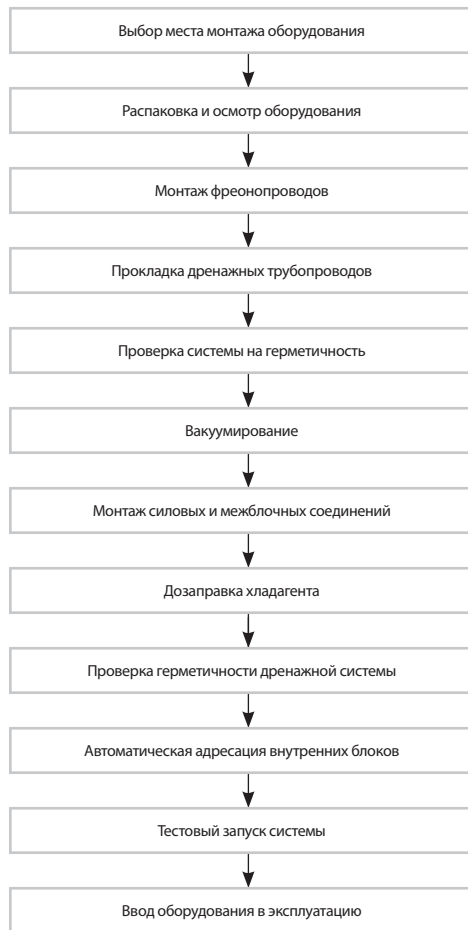 Выбор места монтажа оборудования
Распаковка и осмотр оборудования
Монтаж фреонопроводов
Прокладка дренажных трубопроводов
Проверка системы на герметичность
Вакуумирование
Монтаж силовых и межблочных соединений
Дозаправка хладагента
Проверка герметичности дренажной системы
Автоматическая адресация внутренних блоков
Тестовый запуск системы
Ввод оборудования в эксплуатацию